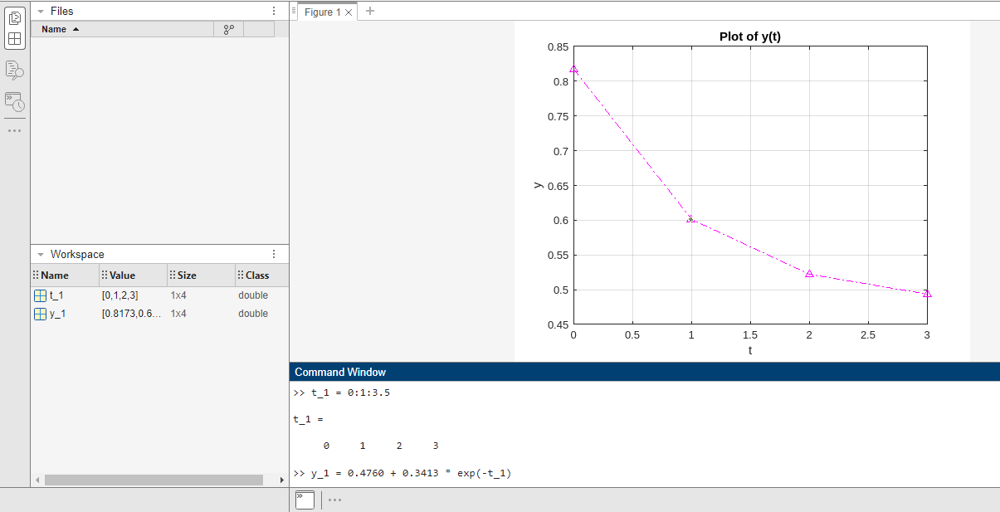 Files
Name
Workspace
Name Value Size Class
t_1 [0,1,2,3] 1x4 double
y_1 [0.8173,0.6... 1x4 double
Figure 1
Plot of y(t)
0.85
0.8
0.75
0.7
0.65
0.6
0.55
0.5
0.45
y
0 0.5 1 1.5 2 2.5 3
t
Command Window
>> t_1 = 0:1:3.5
t_1 =
0 1 2 3
>> y_1 = 0.4760 + 0.3413 * exp(-t_1)